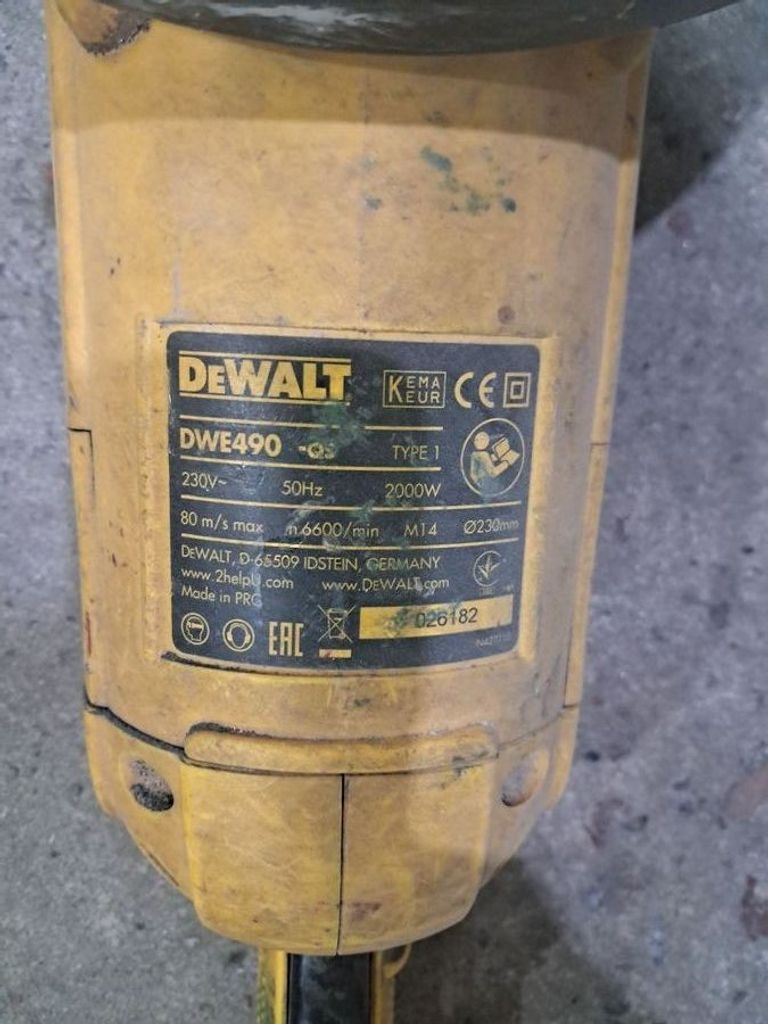 DEWALT
KEMA KEUR CE
DWE490 -QS TYPE 1
230V~ 50Hz 2000W
80 m/s max n 6600/min M14 Ø230mm
DEWALT, D-65509 IDSTEIN, GERMANY
www.2helpU.com www.DEWALT.com
Made in PRC
EAC
026182